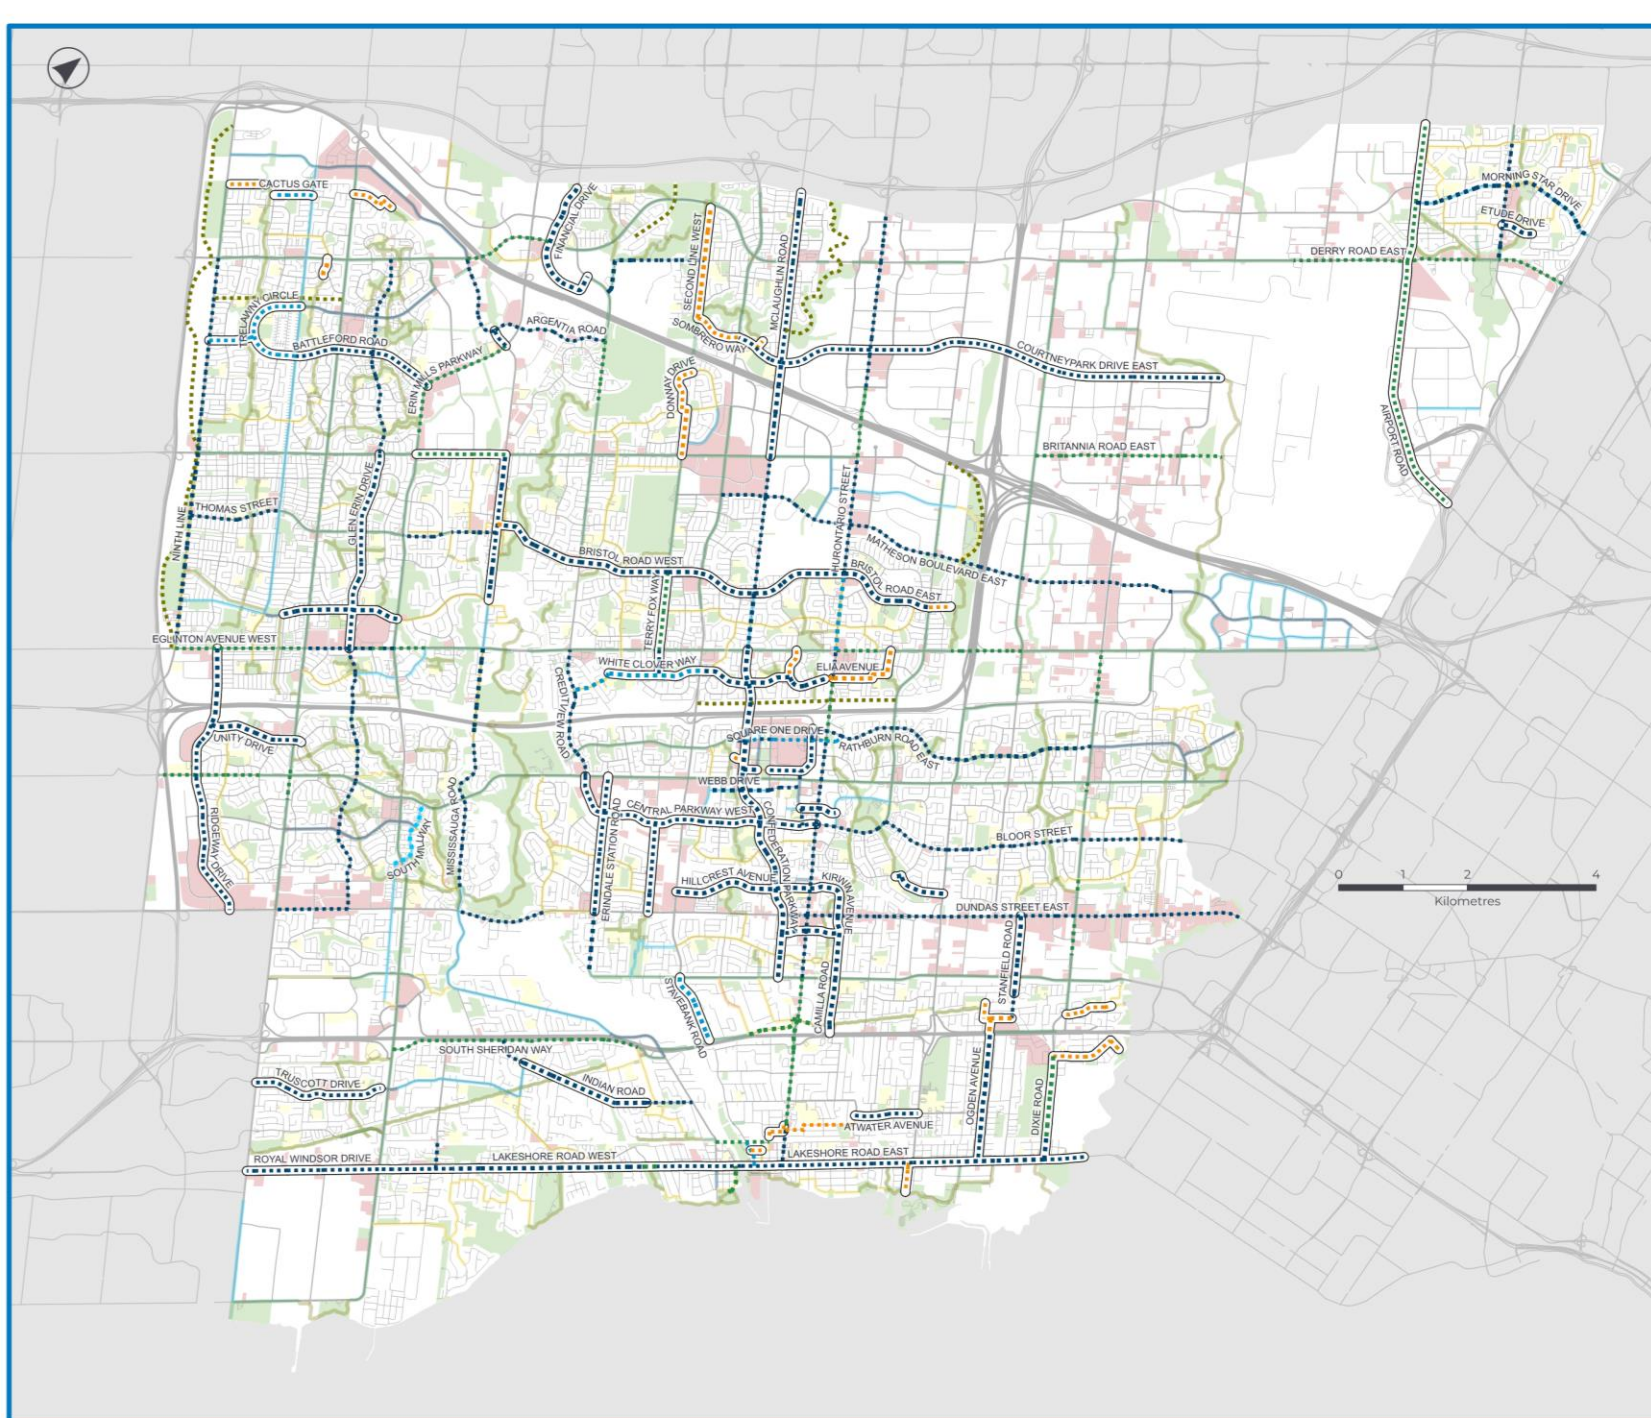 CACTUS GATE
MORNING STAR DRIVE
ETUDE DRIVE
FINANCIAL DRIVE
SECOND LINE WEST
MCLAUGHLIN ROAD
DERRY ROAD EAST
TRELAWNY CIRCLE
BATTLEFORD ROAD
ARGENTIA ROAD
SOMBRERO WAY
ERIN MILLS PARKWAY
COURTNEYPARK DRIVE EAST
DONWAY DRIVE
AIRPORT ROAD
BRITANNIA ROAD EAST
THOMAS STREET
NINTH LINE
GLEN ERIN DRIVE
HURONTARIO STREET
MATHESON BOULEVARD EAST
BRISTOL ROAD WEST
BRISTOL ROAD EAST
TERRY FOX WAY
EGLINTON AVENUE WEST
WHITE CLOVER WAY
ELIA AVENUE
CREDITVIEW ROAD
UNITY DRIVE
SQUARE ONE DRIVE
RATHBURN ROAD EAST
WEBB DRIVE
RIDGEWAY DRIVE
SOUTH MILLWAY
MISSISSAUGA ROAD
ERINDALE STATION ROAD
CENTRAL PARKWAY WEST
CONFEDERATION PARKWAY
BLOOR STREET
HILLCREST AVENUE
KIRWIN AVENUE
0 1 2 4
Kilometres
DUNDAS STREET EAST
STANFIELD ROAD
CAMILLA ROAD
STAVEBANK ROAD
SOUTH SHERIDAN WAY
TRUSCOTT DRIVE
INDIAN ROAD
OGDEN AVENUE
DIXIE ROAD
ATWATER AVENUE
ROYAL WINDSOR DRIVE
LAKESHORE ROAD WEST
LAKESHORE ROAD EAST